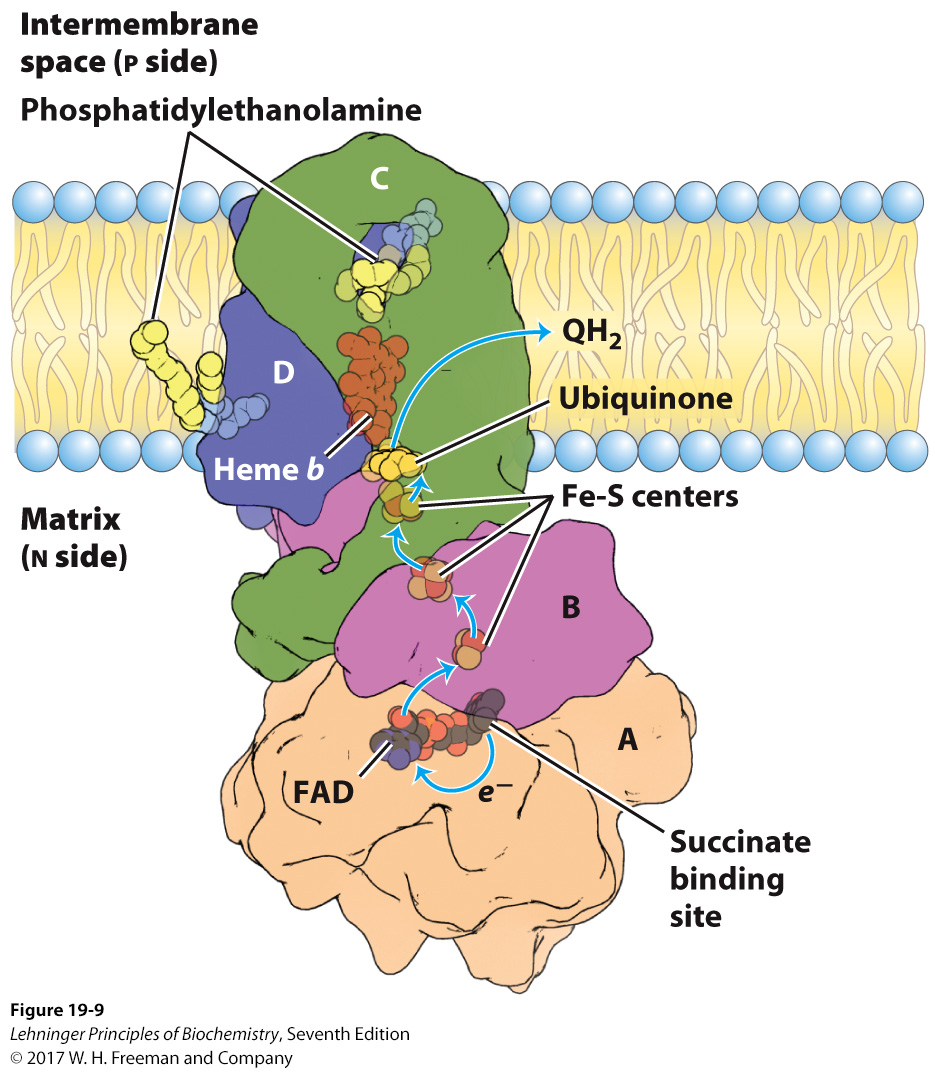 Intermembrane
space (P side)
Phosphatidylethanolamine
C
QH₂
D
Ubiquinone
Heme b
Fe-S centers
Matrix
(N side)
B
A
FAD
e⁻
Succinate
binding
site
Figure 19-9
Lehninger Principles of Biochemistry, Seventh Edition
© 2017 W. H. Freeman and Company